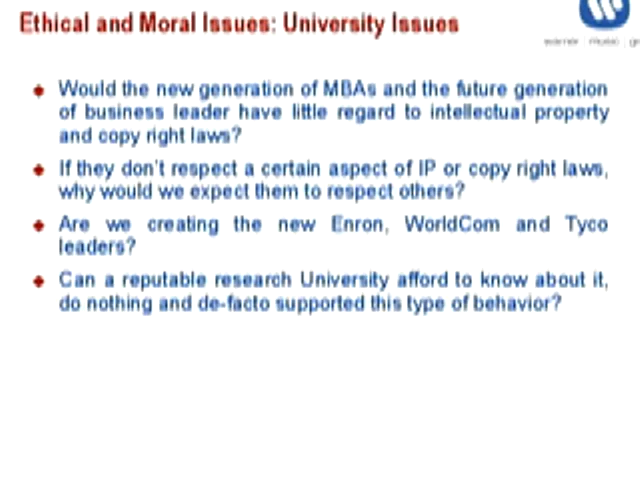 Ethical and Moral Issues: University Issues
warner music gr
Would the new generation of MBAs and the future generation
of business leader have little regard to intellectual property
and copy right laws?
If they don't respect a certain aspect of IP or copy right laws,
why would we expect them to respect others?
Are we creating the new Enron, WorldCom and Tyco
leaders?
Can a reputable research University afford to know about it,
do nothing and de-facto supported this type of behavior?